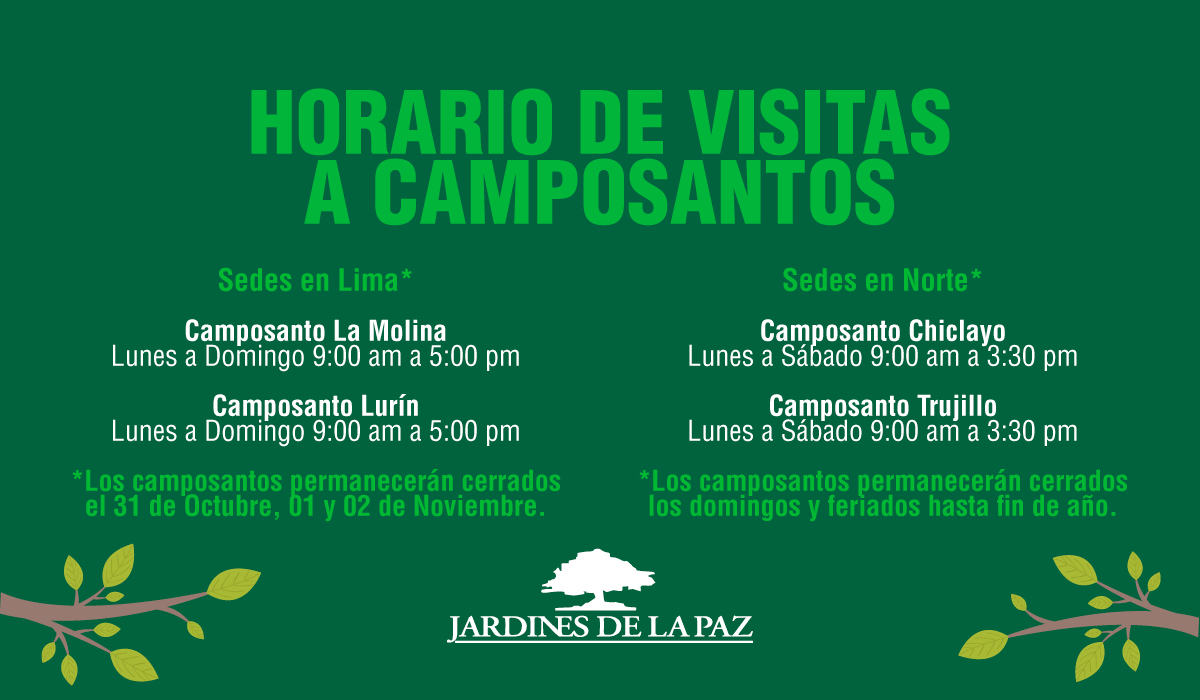 HORARIO DE VISITAS
A CAMPOSANTOS
Sedes en Lima*
Camposanto La Molina
Lunes a Domingo 9:00 am a 5:00 pm
Camposanto Lurín
Lunes a Domingo 9:00 am a 5:00 pm
*Los camposantos permanecerán cerrados
el 31 de Octubre, 01 y 02 de Noviembre.
Sedes en Norte*
Camposanto Chiclayo
Lunes a Sábado 9:00 am a 3:30 pm
Camposanto Trujillo
Lunes a Sábado 9:00 am a 3:30 pm
*Los camposantos permanecerán cerrados
los domingos y feriados hasta fin de año.
JARDINES DE LA PAZ